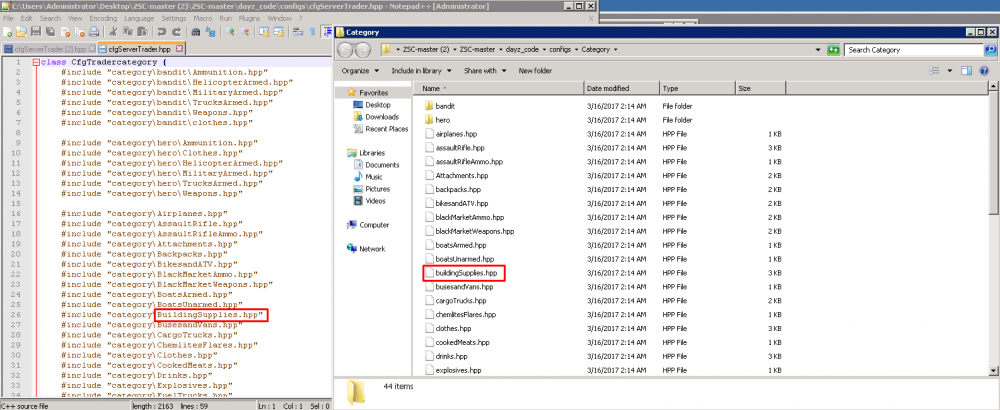 C:\Users\Administrator\Desktop\ZSC-master (2)\ZSC-master\dayz_code\configs\cfgServerTrader.hpp - Notepad++ [Administrator]
File Edit Search View Encoding Language Settings Macro Run Plugins Window ?
cfgServerTrader (2).hpp
cfgServerTrader.hpp
1 class CfgTradercategory {
2 #include "category\bandit\Ammunition.hpp"
3 #include "category\bandit\HelicopterArmed.hpp"
4 #include "category\bandit\MilitaryArmed.hpp"
5 #include "category\bandit\TrucksArmed.hpp"
6 #include "category\bandit\Weapons.hpp"
7 #include "category\bandit\clothes.hpp"
8
9 #include "category\hero\Ammunition.hpp"
10 #include "category\hero\Clothes.hpp"
11 #include "category\hero\HelicopterArmed.hpp"
12 #include "category\hero\MilitaryArmed.hpp"
13 #include "category\hero\TrucksArmed.hpp"
14 #include "category\hero\Weapons.hpp"
15
16 #include "category\Airplanes.hpp"
17 #include "category\AssaultRifle.hpp"
18 #include "category\AssaultRifleAmmo.hpp"
19 #include "category\Attachments.hpp"
20 #include "category\Backpacks.hpp"
21 #include "category\BikesandATV.hpp"
22 #include "category\BlackMarketAmmo.hpp"
23 #include "category\BlackMarketWeapons.hpp"
24 #include "category\BoatsArmed.hpp"
25 #include "category\BoatsUnarmed.hpp"
26 #include "category\BuildingSupplies.hpp"
27 #include "category\BusesandVans.hpp"
28 #include "category\CargoTrucks.hpp"
29 #include "category\ChemlitesFlares.hpp"
30 #include "category\Clothes.hpp"
31 #include "category\CookedMeats.hpp"
32 #include "category\Drinks.hpp"
33 #include "category\Explosives.hpp"
34 #include "category\FuelTrucks.hpp"
C++ source file length : 2163 lines : 59 Ln : 1 Col : 1 Sel : 0
Category
ZSC-master (2) ZSC-master dayz_code configs Category
Search Category
Organize Include in library Share with New folder
Favorites
Desktop
Downloads
Recent Places
Libraries
Documents
Music
Pictures
Videos
Computer
Network
Name Date modified Type Size
bandit 3/16/2017 2:14 AM File folder
hero 3/16/2017 2:14 AM File folder
airplanes.hpp 3/16/2017 2:14 AM HPP File 1 KB
assaultRifle.hpp 3/16/2017 2:14 AM HPP File 3 KB
assaultRifleAmmo.hpp 3/16/2017 2:14 AM HPP File 1 KB
Attachments.hpp 3/16/2017 2:14 AM HPP File 2 KB
backpacks.hpp 3/16/2017 2:14 AM HPP File 2 KB
bikesandATV.hpp 3/16/2017 2:14 AM HPP File 1 KB
blackMarketAmmo.hpp 3/16/2017 2:14 AM HPP File 2 KB
blackMarketWeapons.hpp 3/16/2017 2:14 AM HPP File 2 KB
boatsArmed.hpp 3/16/2017 2:14 AM HPP File 1 KB
boatsUnarmed.hpp 3/16/2017 2:14 AM HPP File 1 KB
buildingSupplies.hpp 3/16/2017 2:14 AM HPP File 3 KB
busesandVans.hpp 3/16/2017 2:14 AM HPP File 1 KB
cargoTrucks.hpp 3/16/2017 2:14 AM HPP File 2 KB
chemlitesFlares.hpp 3/16/2017 2:14 AM HPP File 1 KB
clothes.hpp 3/16/2017 2:14 AM HPP File 3 KB
cookedMeats.hpp 3/16/2017 2:14 AM HPP File 1 KB
drinks.hpp 3/16/2017 2:14 AM HPP File 3 KB
explosives.hpp 3/16/2017 2:14 AM HPP File 1 KB
44 items